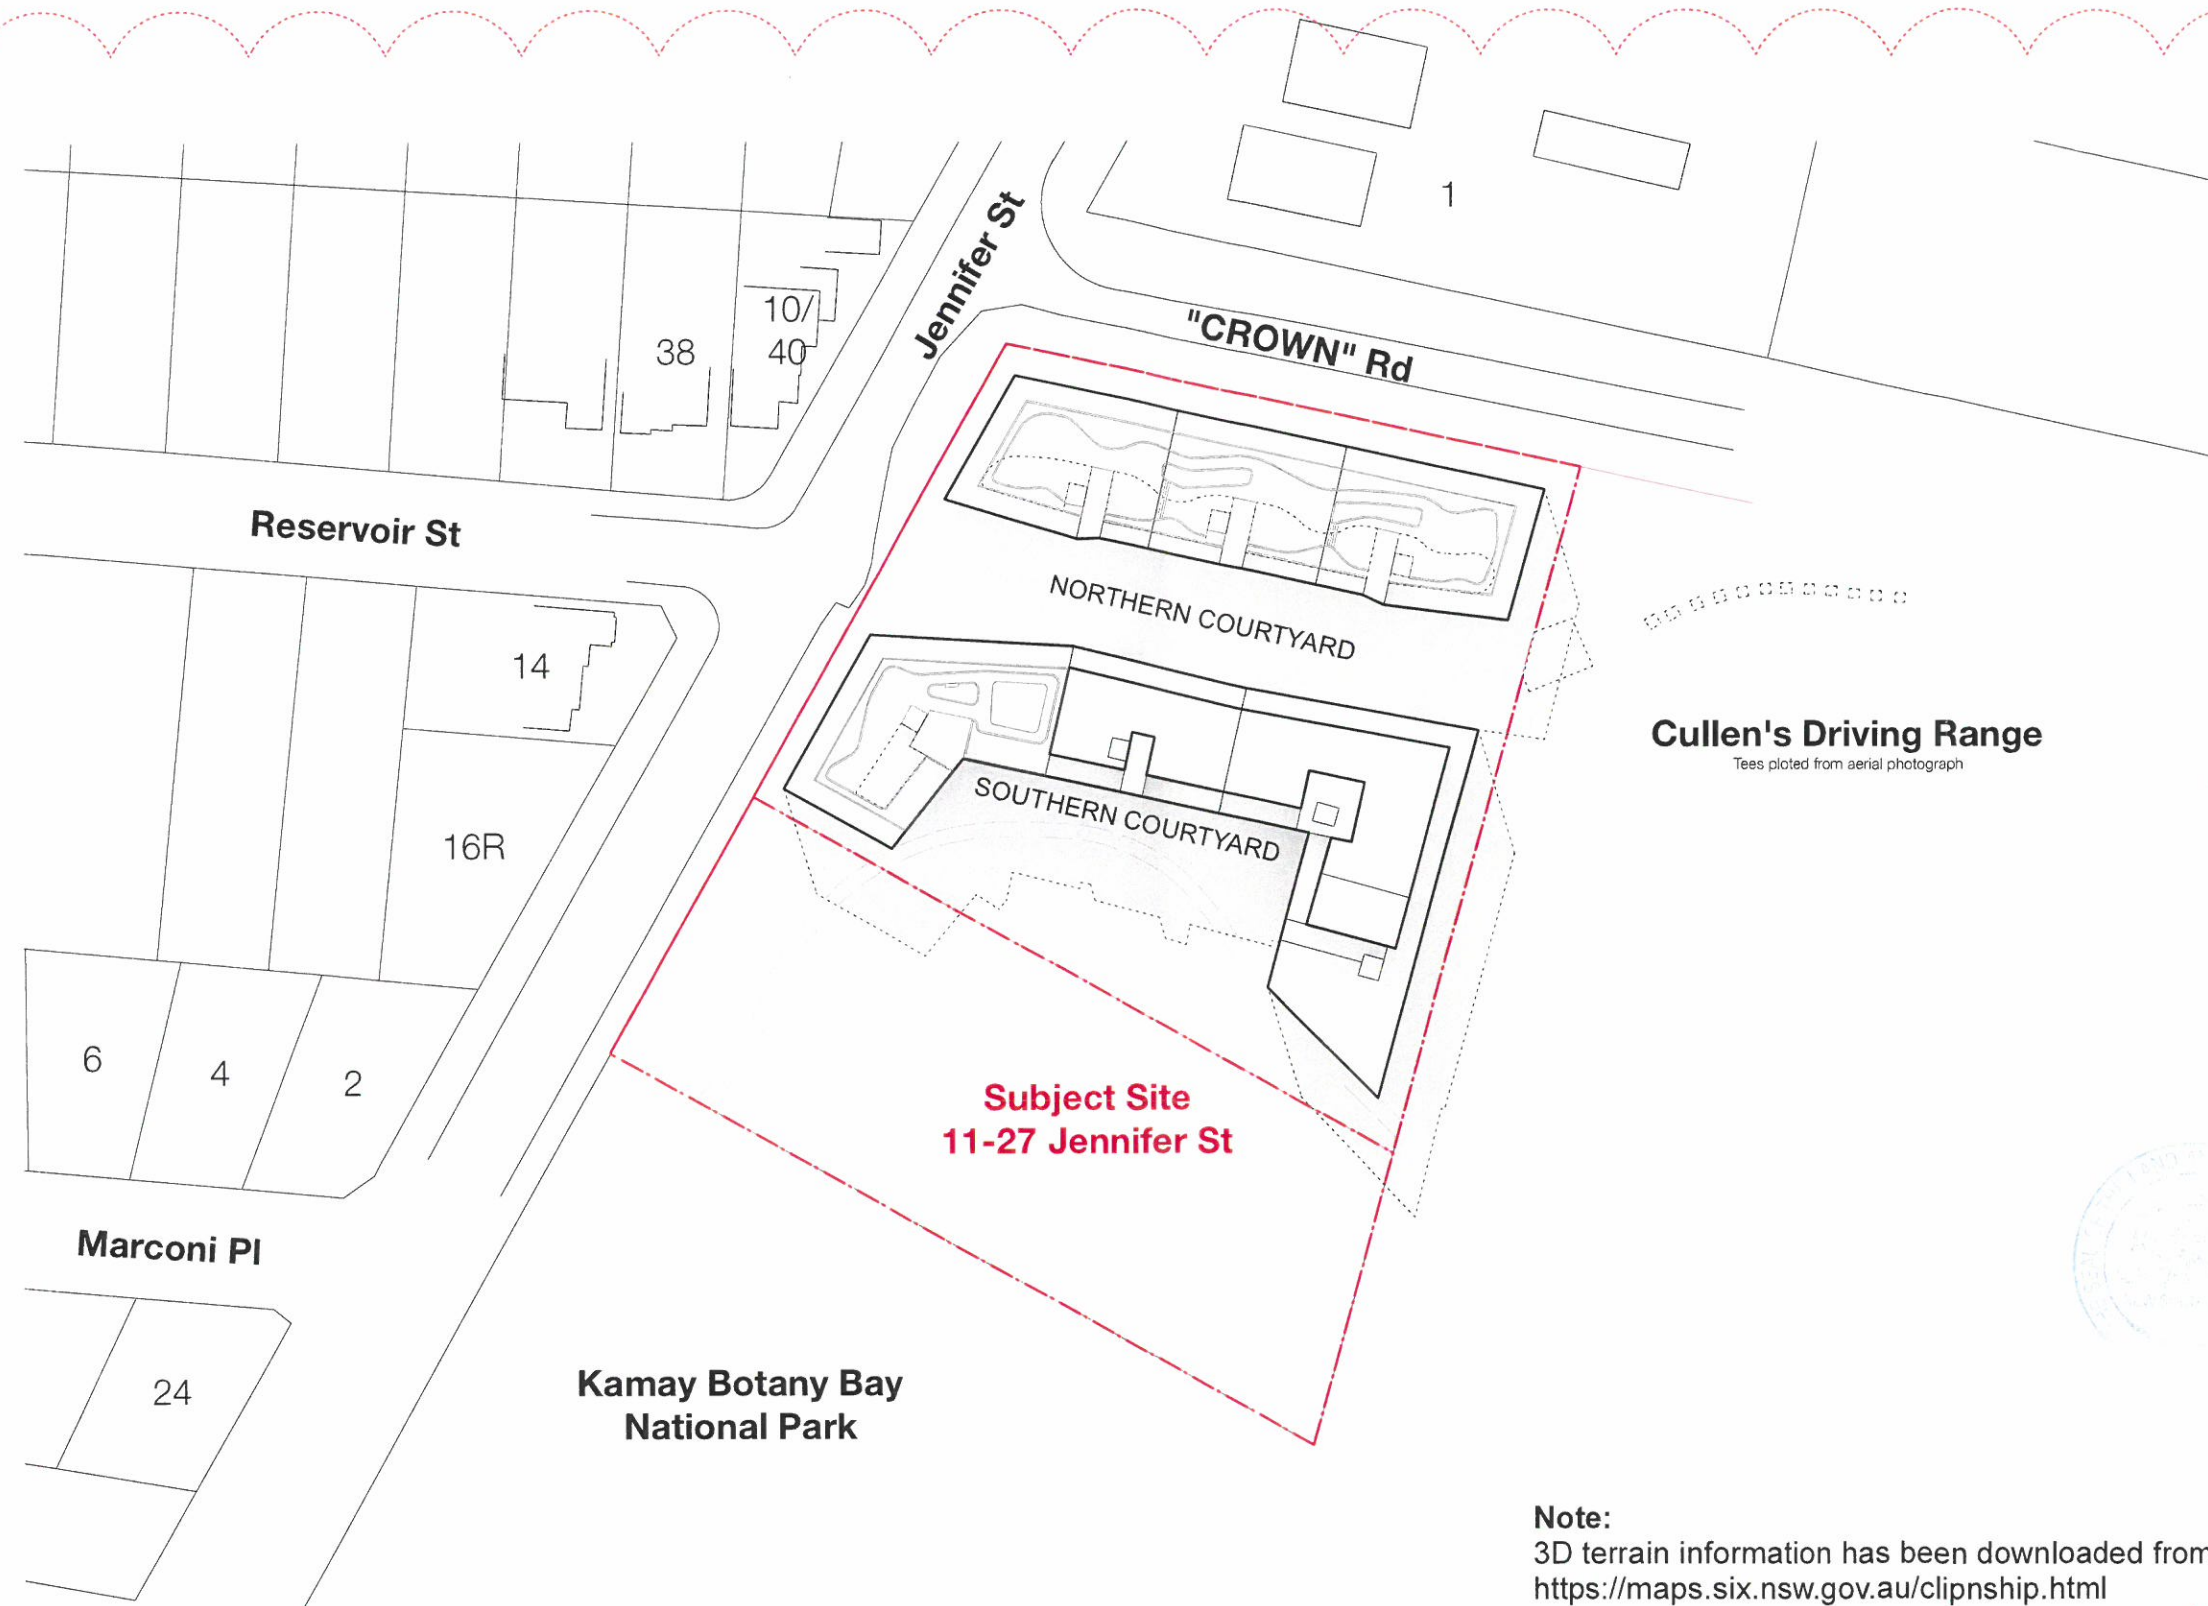 1
Jennifer St
"CROWN" Rd
10/
40
38
Reservoir St
NORTHERN COURTYARD
14
Cullen's Driving Range
Tees ploted from aerial photograph
SOUTHERN COURTYARD
16R
6
4
2
Subject Site
11-27 Jennifer St
Marconi Pl
24
Kamay Botany Bay
National Park
Note:
3D terrain information has been downloaded from
https://maps.six.nsw.gov.au/clipnship.html